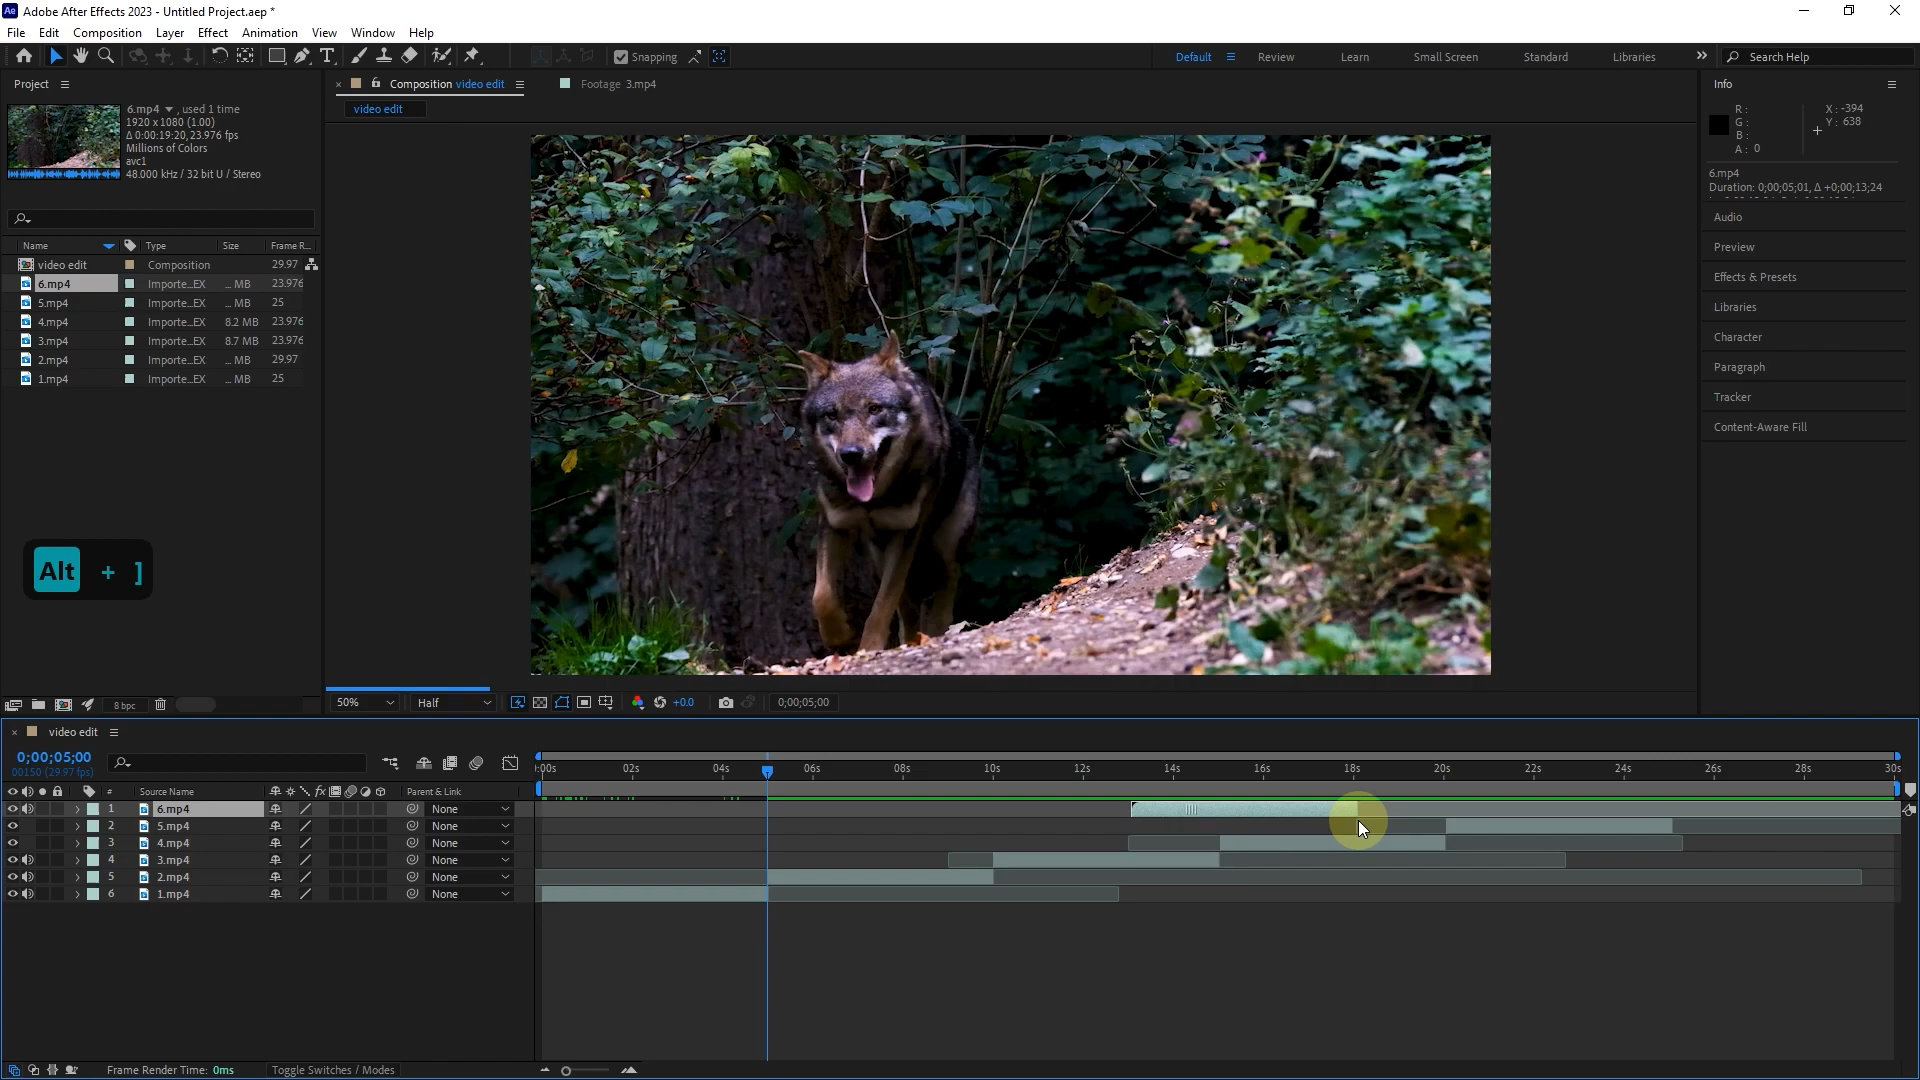 Adobe After Effects 2023 - Untitled Project.aep *
File Edit Composition Layer Effect Animation View Window Help
Snapping
Default Review Learn Small Screen Standard Libraries Search Help
Project
6.mp4 , used 1 time
1920 x 1080 (1.00)
Δ 0:00:19:20, 23.976 fps
Millions of Colors
avc1
48.000 kHz / 32 bit U / Stereo
Name Type Size Frame R...
video edit Composition 29.97
6.mp4 Importe...EX ... MB 23.976
5.mp4 Importe...EX ... MB 25
4.mp4 Importe...EX 8.2 MB 23.976
3.mp4 Importe...EX 8.7 MB 23.976
2.mp4 Importe...EX ... MB 29.97
1.mp4 Importe...EX ... MB 25
Alt + ]
8 bpc
Composition video edit
Footage 3.mp4
video edit
50% Half +0.0 0;00;05;00
Info
R :
G :
B :
A : 0
X : -394
Y : 638
6.mp4
Duration: 0;00;05;01, Δ +0;00;13;24
Audio
Preview
Effects & Presets
Libraries
Character
Paragraph
Tracker
Content-Aware Fill
video edit
0;00;05;00
00150 (29.97 fps)
:00s 02s 04s 06s 08s 10s 12s 14s 16s 18s 20s 22s 24s 26s 28s 30s
# Source Name fx Parent & Link
1 6.mp4 None
2 5.mp4 None
3 4.mp4 None
4 3.mp4 None
5 2.mp4 None
6 1.mp4 None
Frame Render Time: 0ms Toggle Switches / Modes